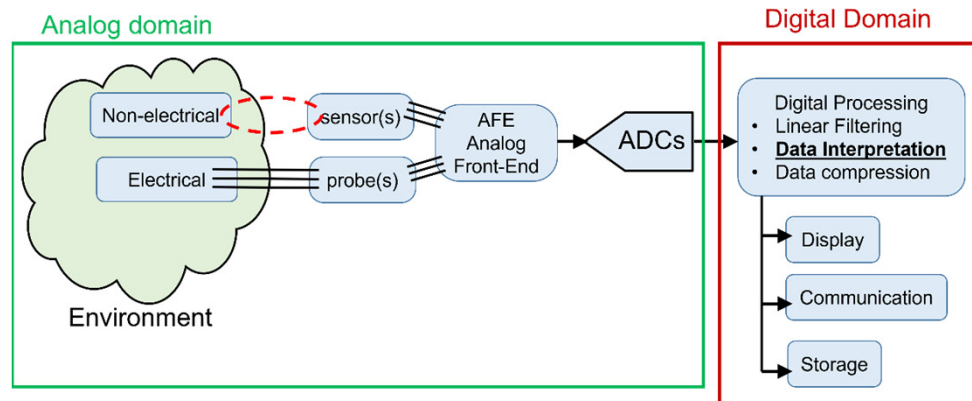 Analog domain
Digital Domain
Non-electrical
sensor(s)
Electrical
probe(s)
AFE
Analog
Front-End
ADCs
Environment
Digital Processing
• Linear Filtering
• Data Interpretation
• Data compression
Display
Communication
Storage